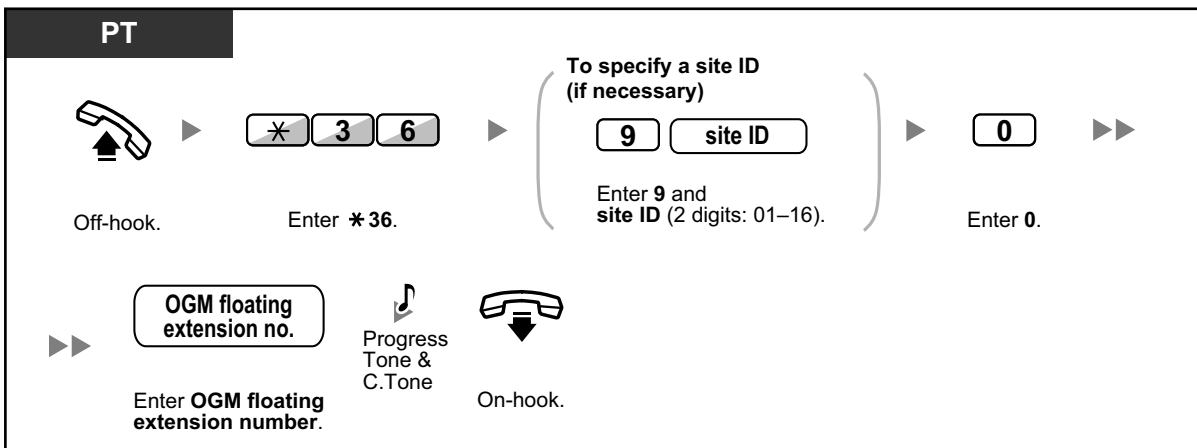 PT
To specify a site ID
(if necessary)
* 3 6
9 site ID
0
Off-hook.
Enter *36.
Enter 9 and
site ID (2 digits: 01–16).
Enter 0.
OGM floating
extension no.
Progress
Tone &
C.Tone
Enter OGM floating
extension number.
On-hook.